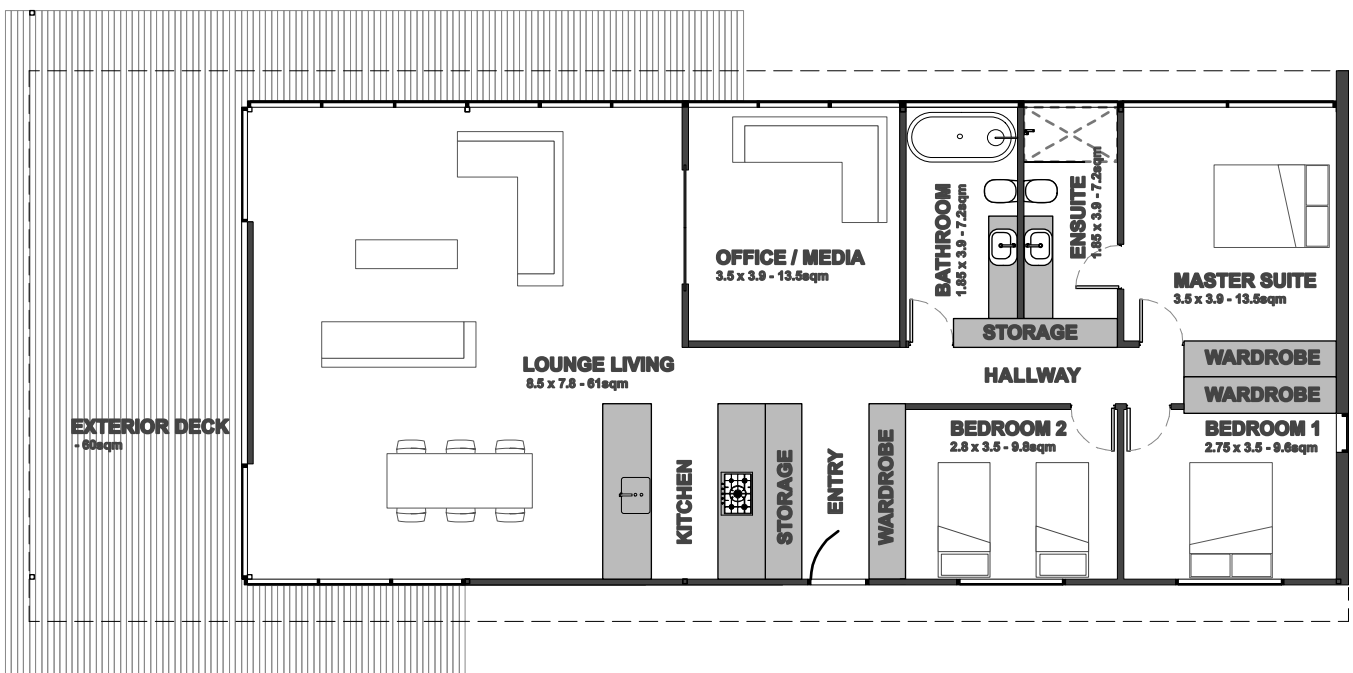 EXTERIOR DECK
- 60sqm
LOUNGE LIVING
8.5 x 7.8 - 61sqm
OFFICE / MEDIA
3.5 x 3.9 - 13.5sqm
BATHROOM
1.85 x 3.9 - 7.2sqm
ENSUITE
1.85 x 3.9 - 7.2sqm
MASTER SUITE
3.5 x 3.9 - 13.5sqm
STORAGE
HALLWAY
WARDROBE
WARDROBE
KITCHEN
STORAGE
ENTRY
WARDROBE
BEDROOM 2
2.8 x 3.5 - 9.8sqm
BEDROOM 1
2.75 x 3.5 - 9.6sqm